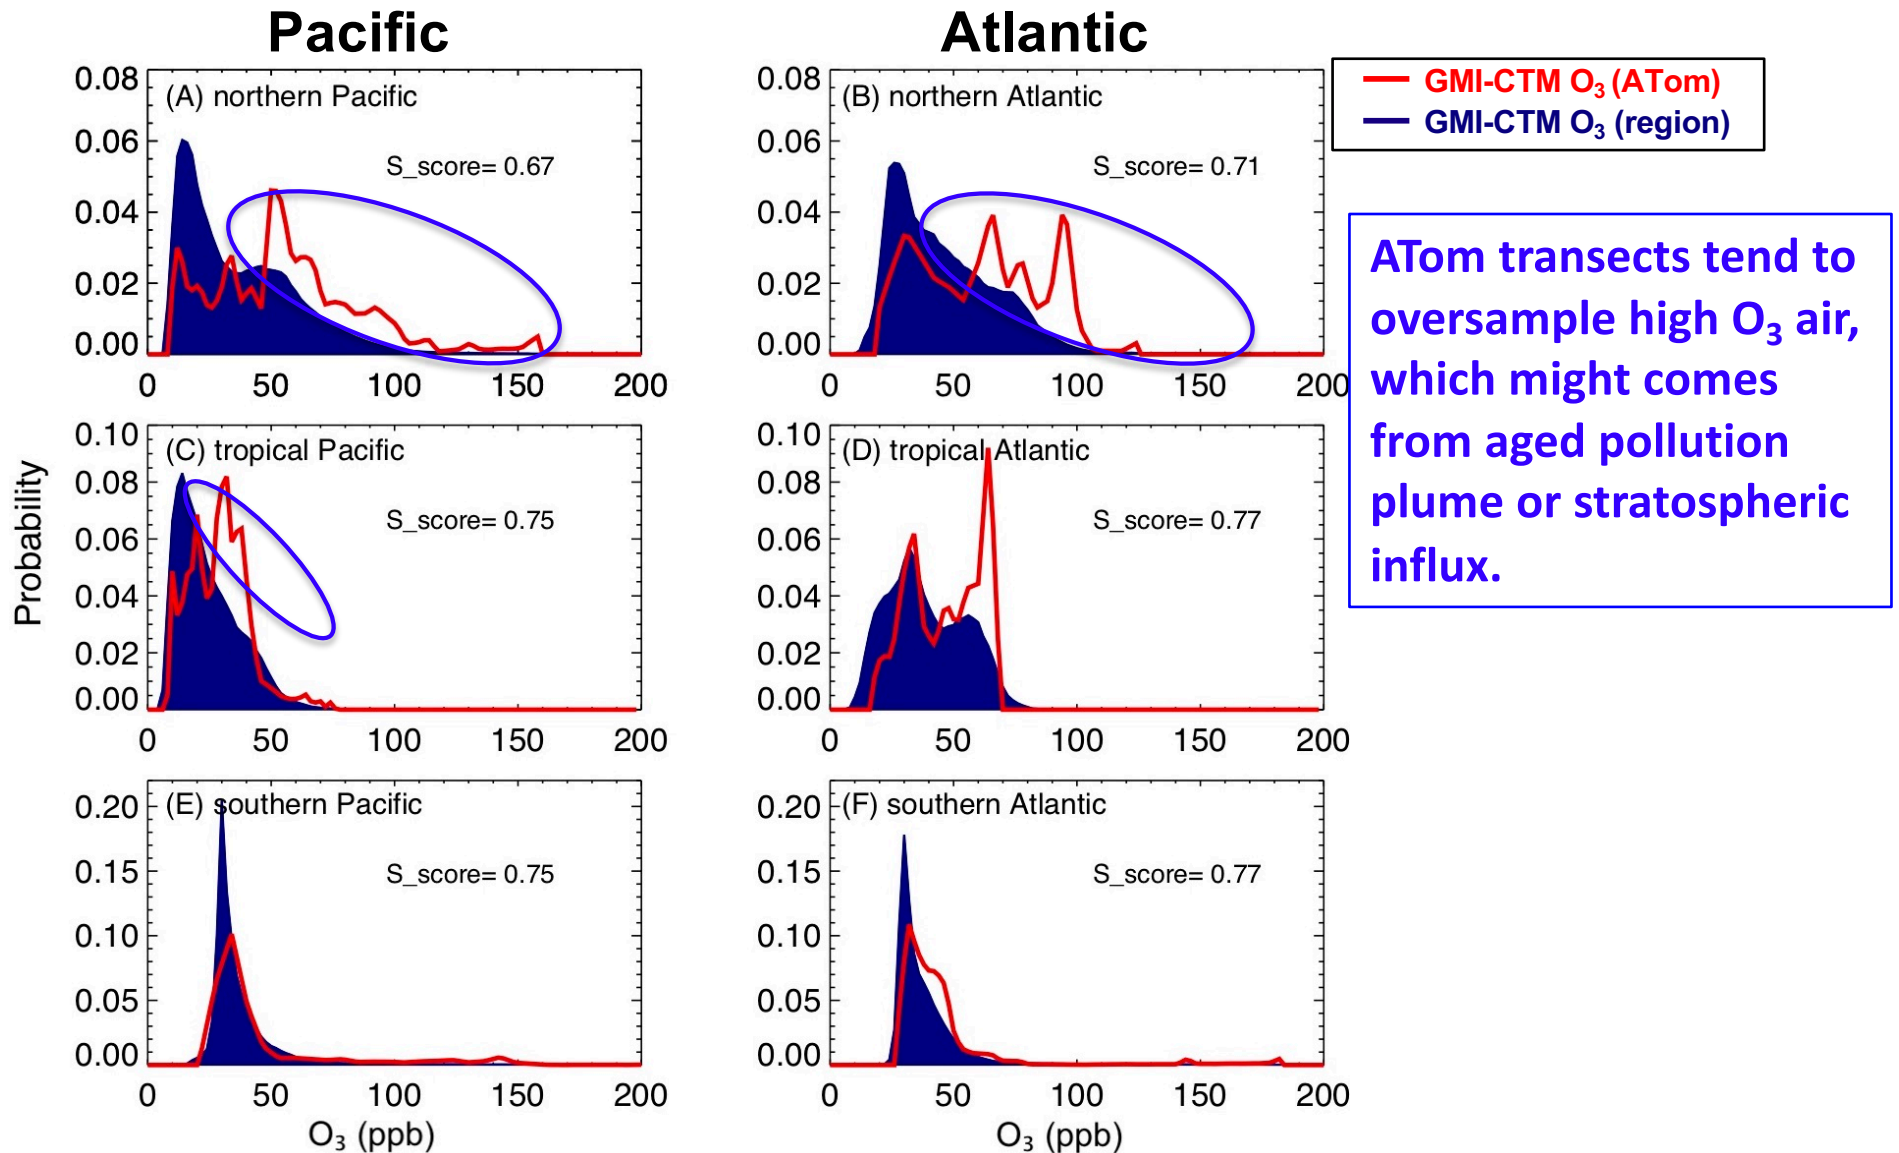 Pacific
Atlantic
GMI-CTM O₃ (ATom)
GMI-CTM O₃ (region)
ATom transects tend to
oversample high O₃ air,
which might comes
from aged pollution
plume or stratospheric
influx.
Probability
(A) northern Pacific
S_score= 0.67
0.08
0.06
0.04
0.02
0.00
0 50 100 150 200
(B) northern Atlantic
S_score= 0.71
0.08
0.06
0.04
0.02
0.00
0 50 100 150 200
(C) tropical Pacific
S_score= 0.75
0.10
0.08
0.06
0.04
0.02
0.00
0 50 100 150 200
(D) tropical Atlantic
S_score= 0.77
0.10
0.08
0.06
0.04
0.02
0.00
0 50 100 150 200
(E) southern Pacific
S_score= 0.75
0.20
0.15
0.10
0.05
0.00
0 50 100 150 200
O₃ (ppb)
(F) southern Atlantic
S_score= 0.77
0.20
0.15
0.10
0.05
0.00
0 50 100 150 200
O₃ (ppb)